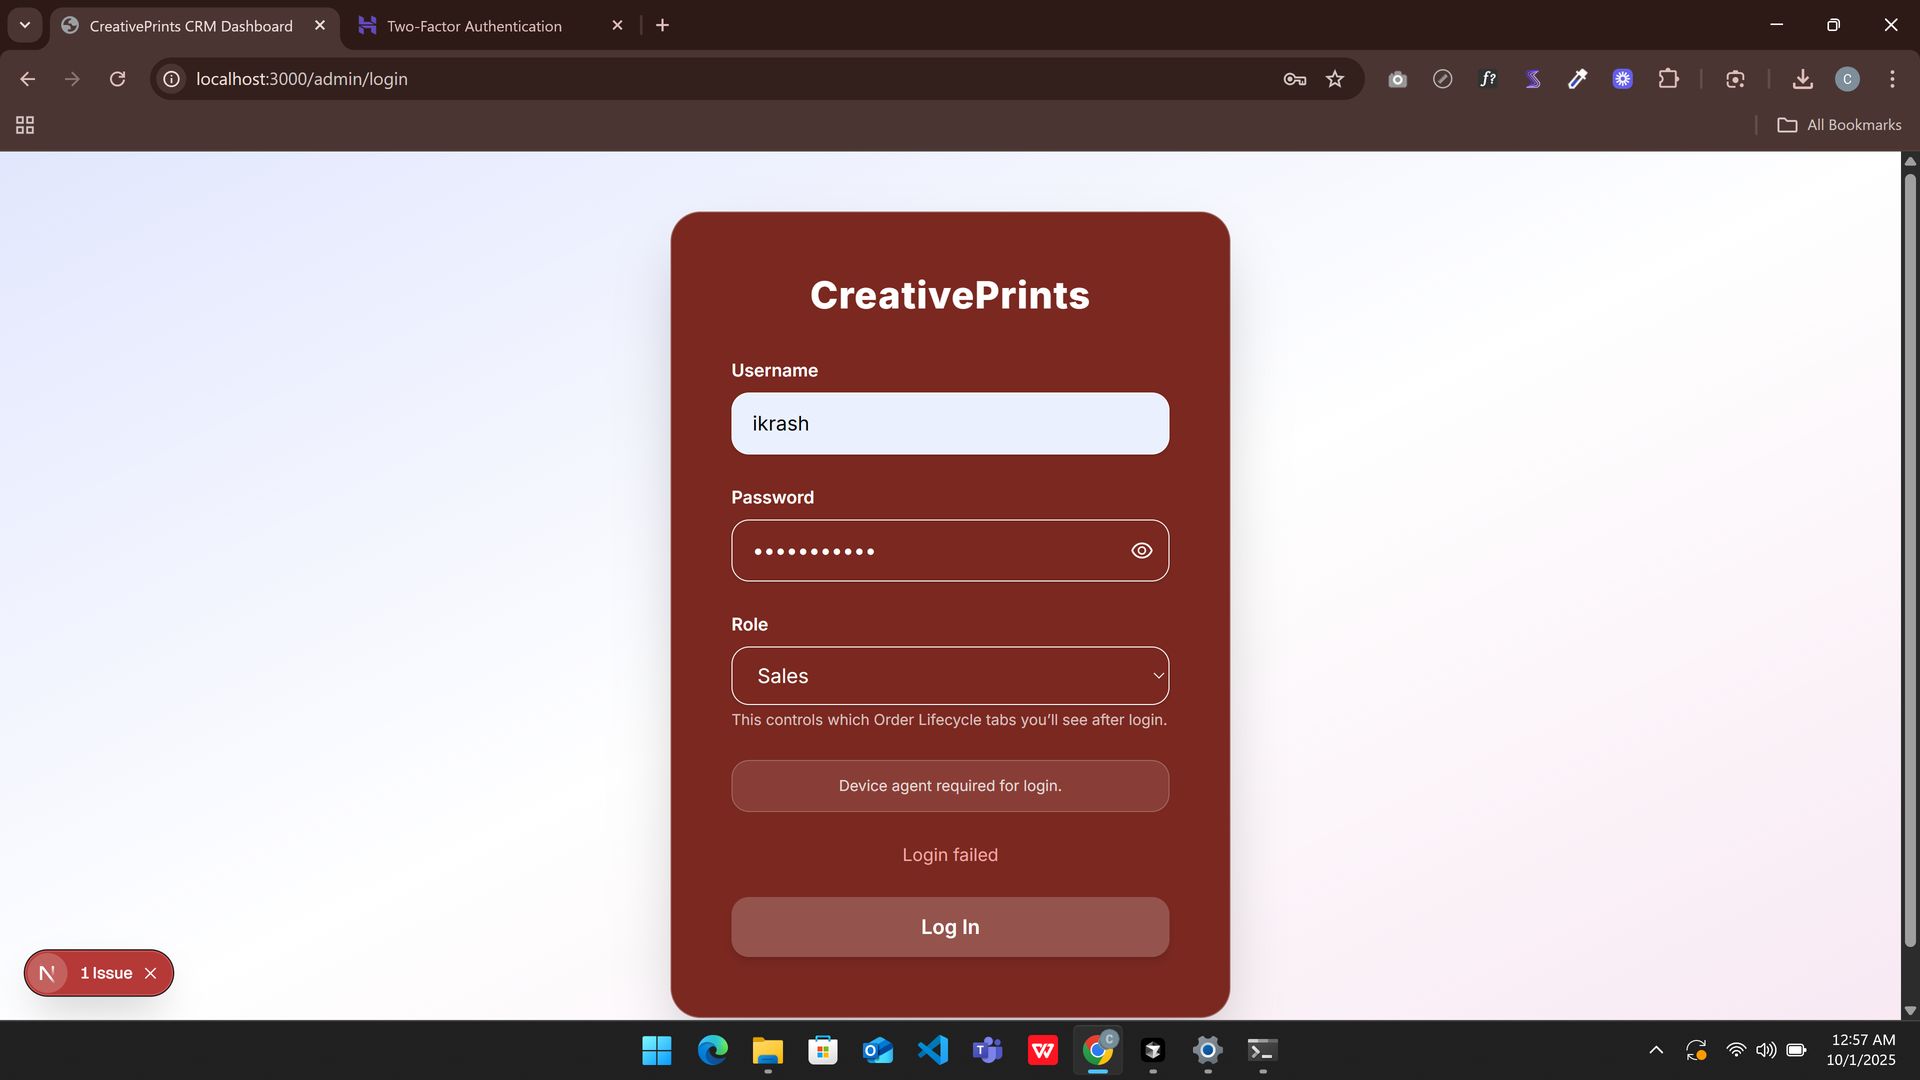 CreativePrints CRM Dashboard
Two-Factor Authentication
localhost:3000/admin/login
f?
C
All Bookmarks
CreativePrints
Username
ikrash
Password
•••••••••••
Role
Sales
This controls which Order Lifecycle tabs you’ll see after login.
Device agent required for login.
Login failed
Log In
N 1 Issue
12:57 AM
10/1/2025